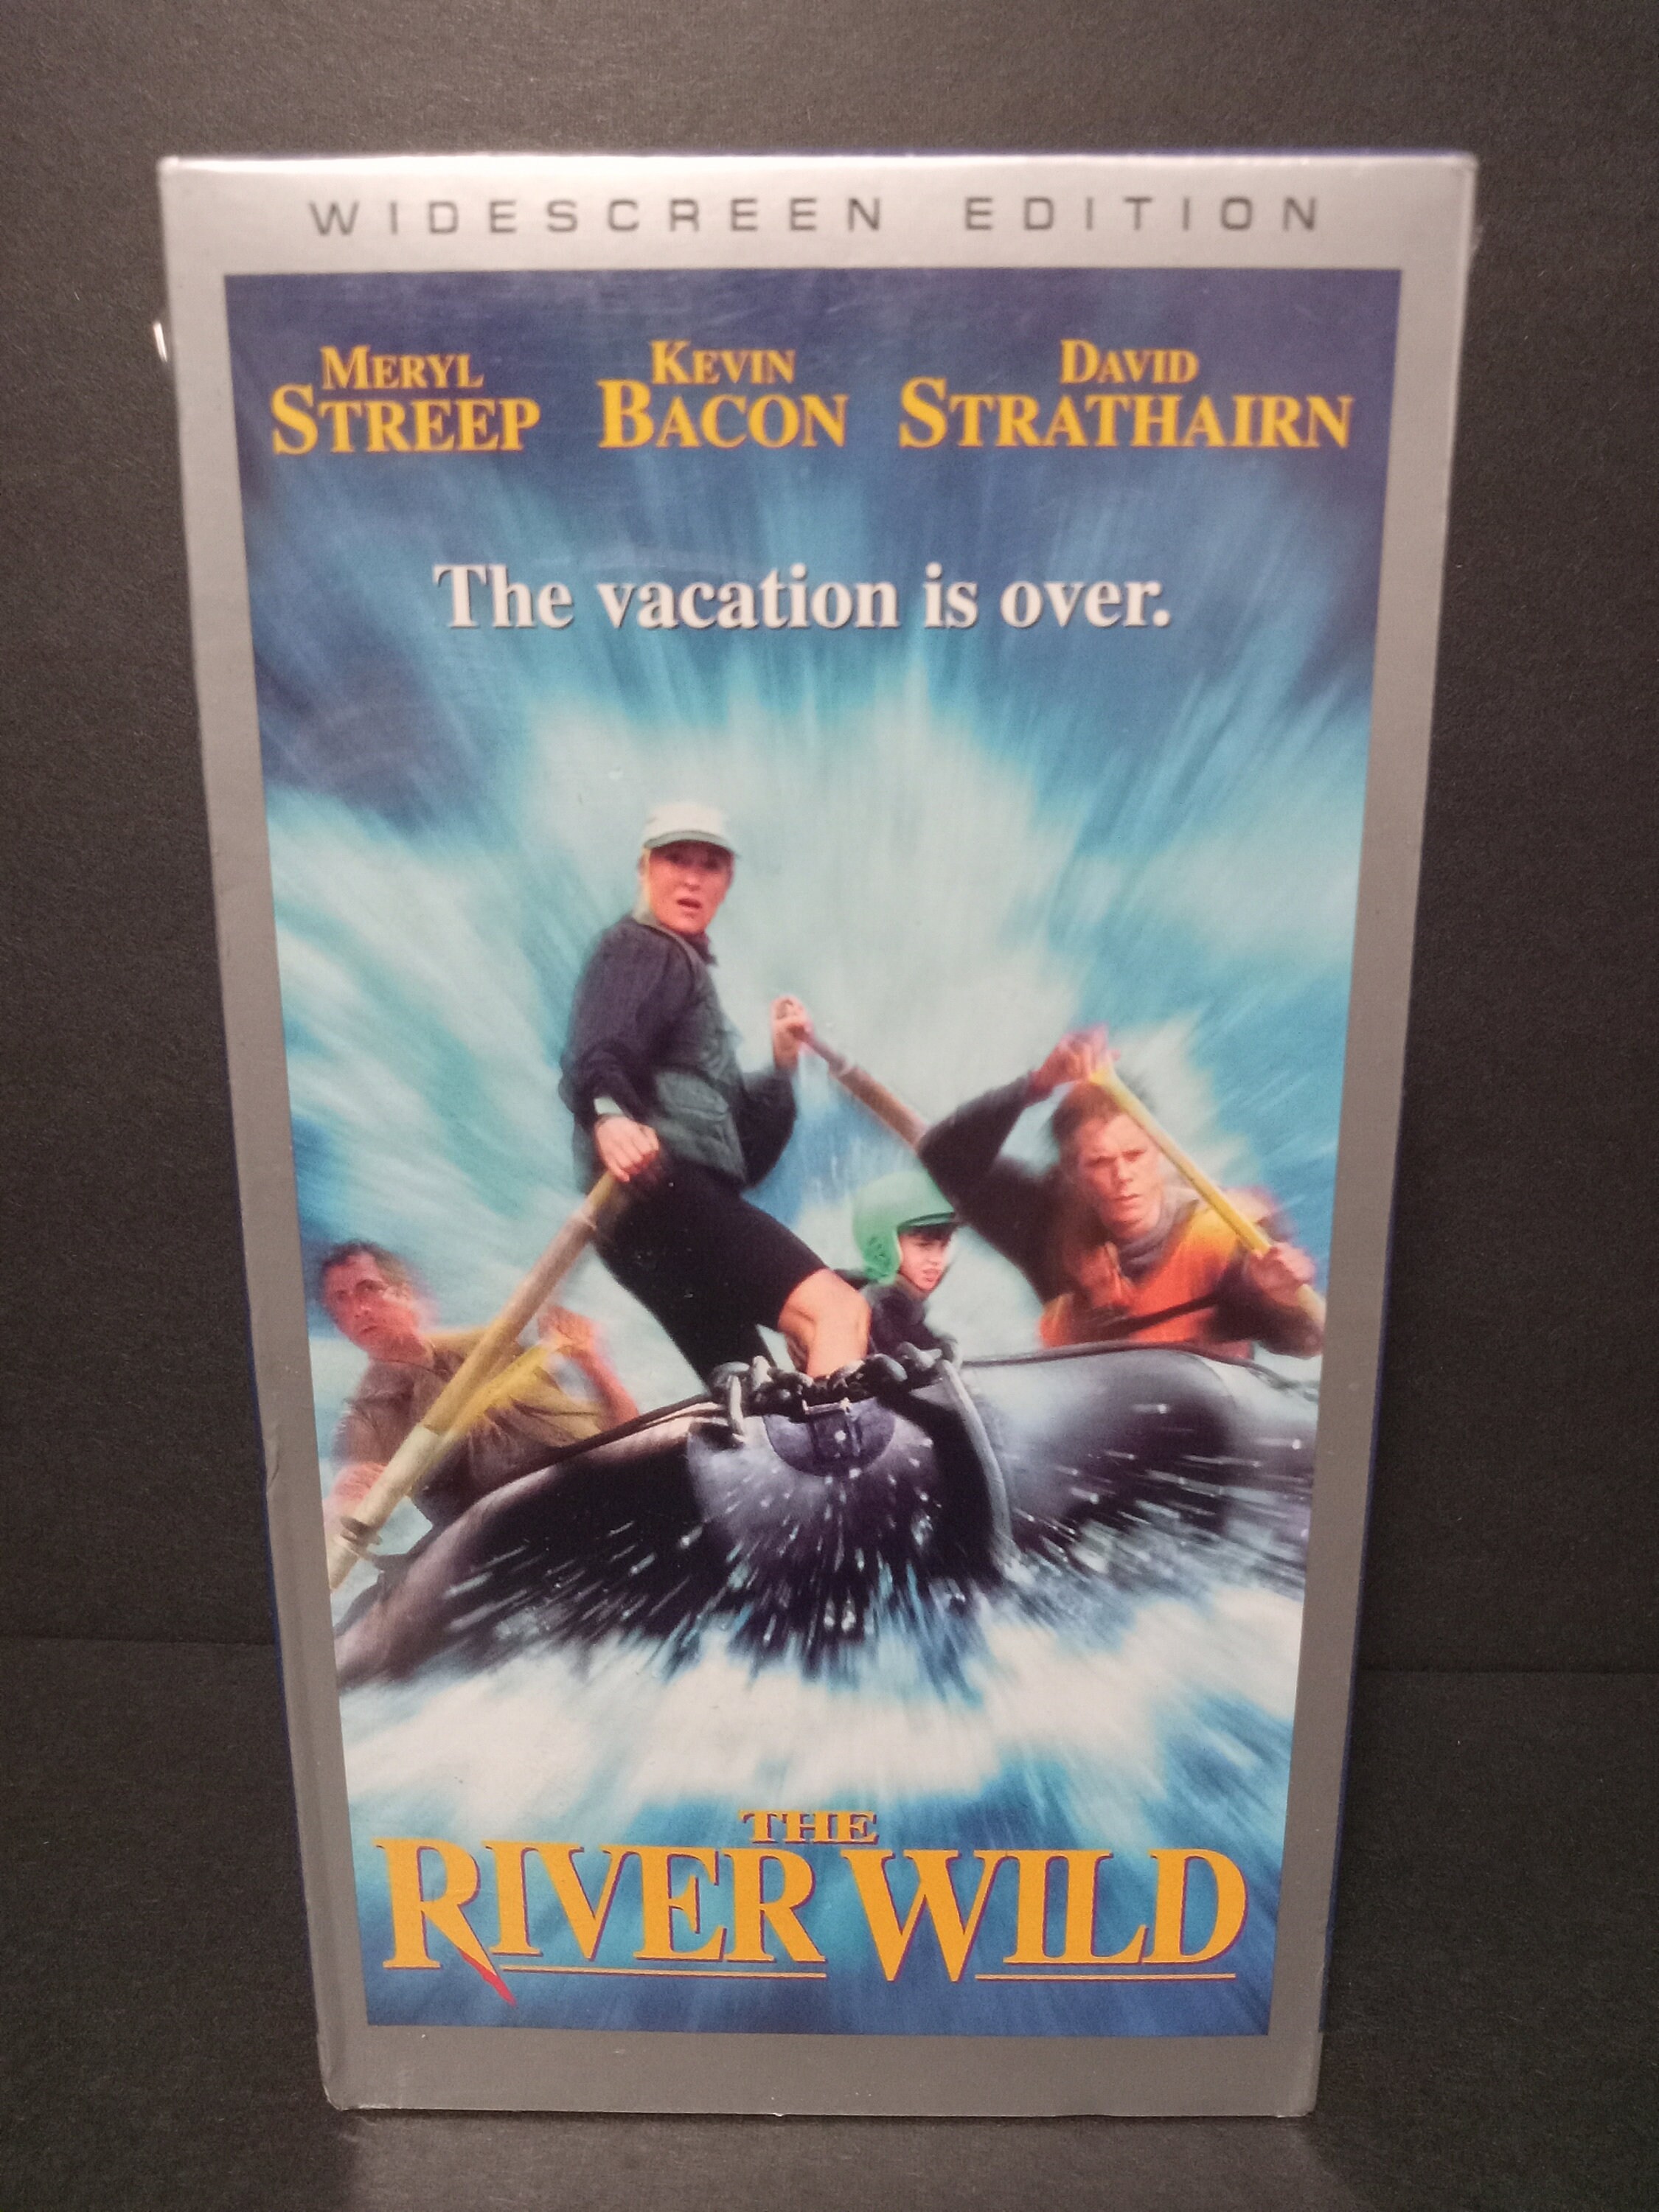 WIDESCREEN EDITION
MERYL STREEP KEVIN BACON DAVID STRATHAIRN
The vacation is over.
THE
RIVER WILD